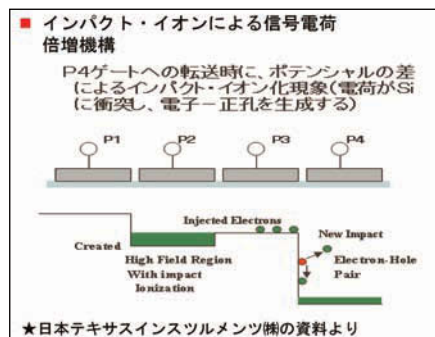 ■ インパクト・イオンによる信号電荷
倍増機構
P4ゲートへの転送時に、ポテンシャルの差
によるインパクト・イオン化現象(電荷がSi
に衝突し、電子－正孔を生成する)
P1 P2 P3 P4
Injected Electrons
New Impact
Created
High Field Region
With impact
Ionization
Electron-Hole
Pair
★日本テキサスインスツルメンツ㈱の資料より